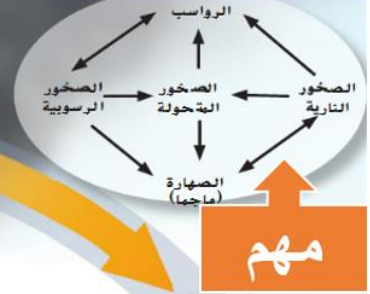 الرواسب
الصخور الرسوبية
الصخور المتحولة
الصخور النارية
الصهارة
(ماجما)
مهم